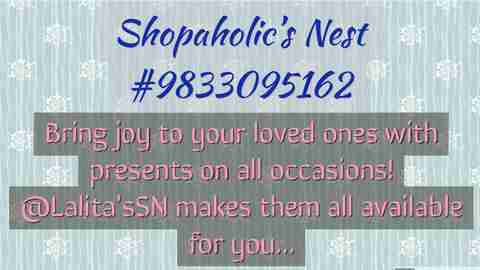 Shopaholic's Nest
#9833095162
Bring joy to your loved ones with
presents on all occasions!
@Lalita'sSN makes them all available
for you...